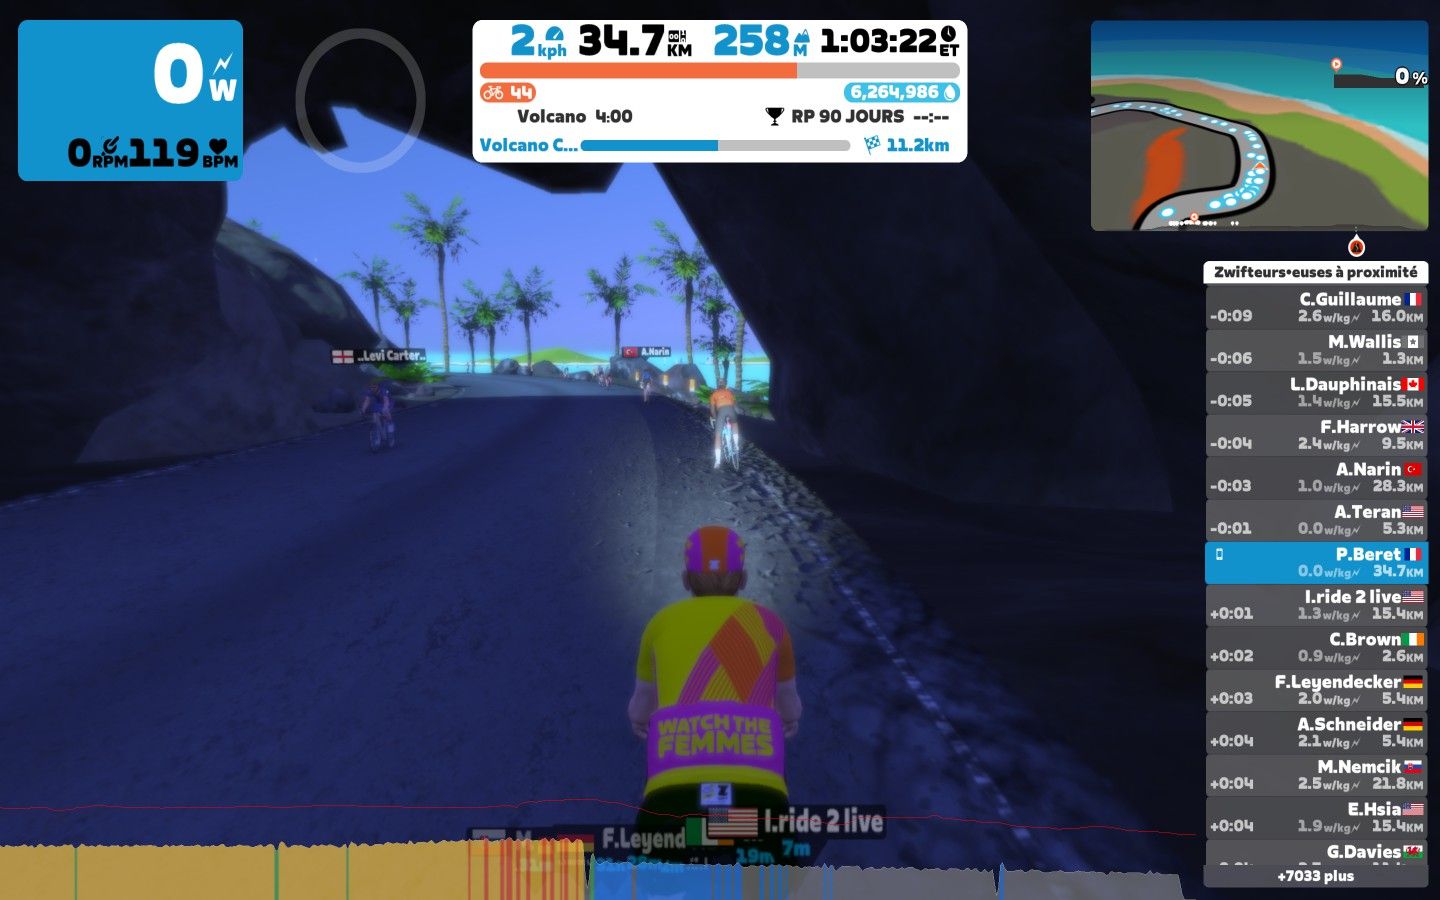 0 W
0 RPM 119 BPM
2 kph 34.7 KM 258 M 1:03:22 ET
44 6,264,986
Volcano 4:00 RP 90 JOURS --:--
Volcano C... 11.2km
0 %
Zwifteurs•euses à proximité
C.Guillaume
-0:09 2.6w/kg 16.0KM
M.Wallis
-0:06 1.5w/kg 1.3KM
L.Dauphinais
-0:05 1.4w/kg 15.5KM
F.Harrow
-0:04 2.4w/kg 9.5KM
A.Narin
-0:03 1.0w/kg 28.3KM
A.Teran
-0:01 0.0w/kg 5.3KM
P.Beret
0.0w/kg 34.7KM
I.ride 2 live
+0:01 1.3w/kg 15.4KM
C.Brown
+0:02 0.9w/kg 2.6KM
F.Leyendecker
+0:03 2.0w/kg 5.4KM
A.Schneider
+0:04 2.1w/kg 5.4KM
M.Nemcik
+0:04 2.5w/kg 21.8KM
E.Hsia
+0:04 1.9w/kg 15.4KM
G.Davies
+7033 plus
..Levi Carter..
A.Narin
WATCH THE
FEMMES
F.Leyend
I.ride 2 live
19m 7m